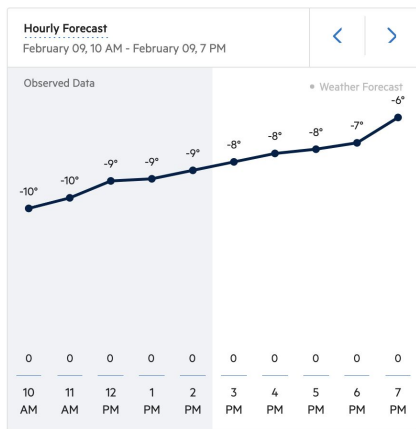 Hourly Forecast
February 09, 10 AM - February 09, 7 PM
Observed Data
Weather Forecast
-10° -10° -9° -9° -9° -8° -8° -8° -7° -6°
0 0 0 0 0 0 0 0 0 0
10 11 12 1 2 3 4 5 6 7
AM AM PM PM PM PM PM PM PM PM